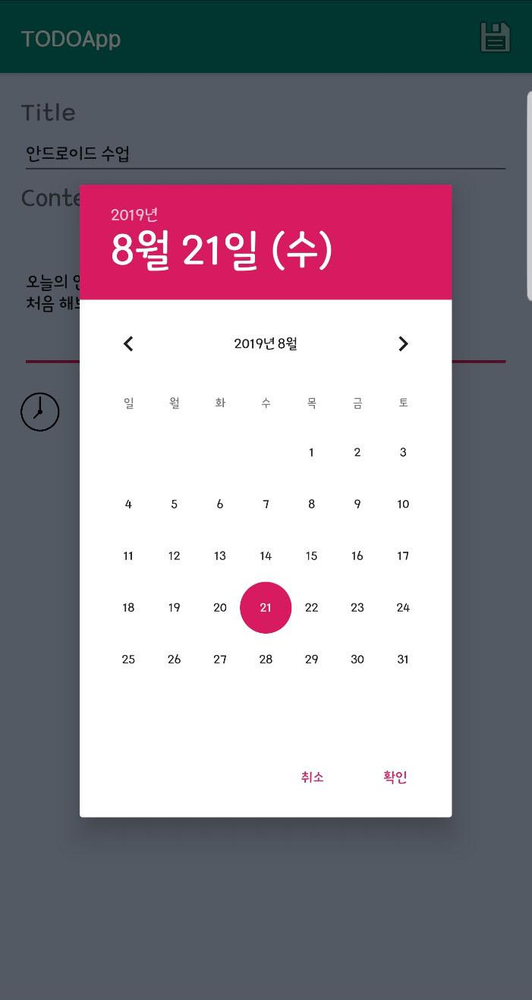 TODOApp
Title
안드로이드 수업
Conte
오늘의
처음
2019년
8월 21일 (수)
2019년 8월
일 월 화 수 목 금 토
1 2 3
4 5 6 7 8 9 10
11 12 13 14 15 16 17
18 19 20 21 22 23 24
25 26 27 28 29 30 31
취소 확인